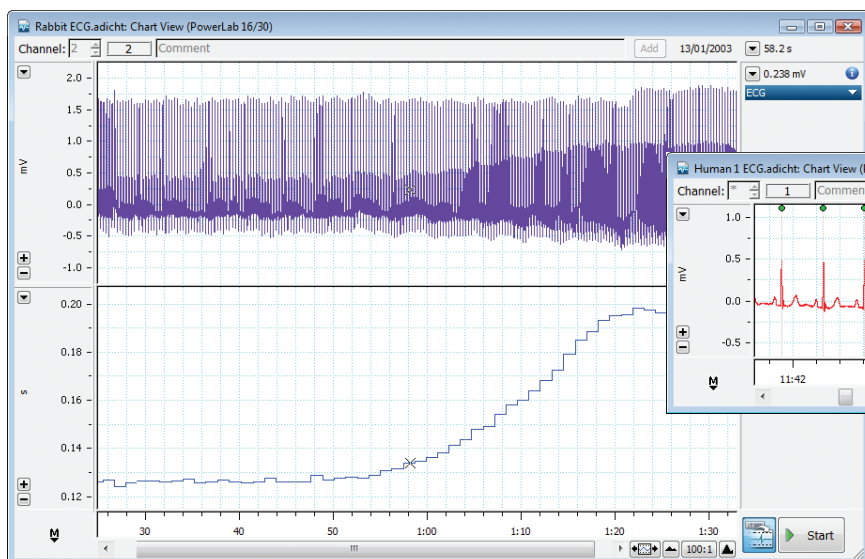 Rabbit ECG.adicht: Chart View (PowerLab 16/30)
Channel: 2 2 Comment Add 13/01/2003 58.2 s
0.238 mV
ECG
2.0
1.5
1.0
0.5
0.0
-0.5
-1.0
mV
0.20
0.18
0.16
0.14
0.12
s
M
30 40 50 1:00 1:10 1:20 1:30
100:1
Start
Human 1 ECG.adicht: Chart View (
Channel: * 1 Comment
1.0
0.5
0.0
-0.5
mV
M
11:42